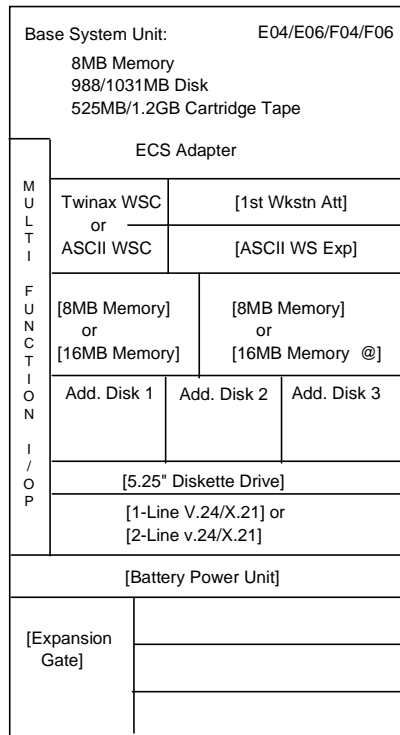 Base System Unit: E04/E06/F04/F06
8MB Memory
988/1031MB Disk
525MB/1.2GB Cartridge Tape
ECS Adapter
MULTI FUNCTION I/OP
Twinax WSC
or
ASCII WSC
[1st Wkstn Att]
[ASCII WS Exp]
[8MB Memory]
or
[16MB Memory]
[8MB Memory]
or
[16MB Memory @]
Add. Disk 1
Add. Disk 2
Add. Disk 3
[5.25" Diskette Drive]
[1-Line V.24/X.21] or
[2-Line v.24/X.21]
[Battery Power Unit]
[Expansion
Gate]